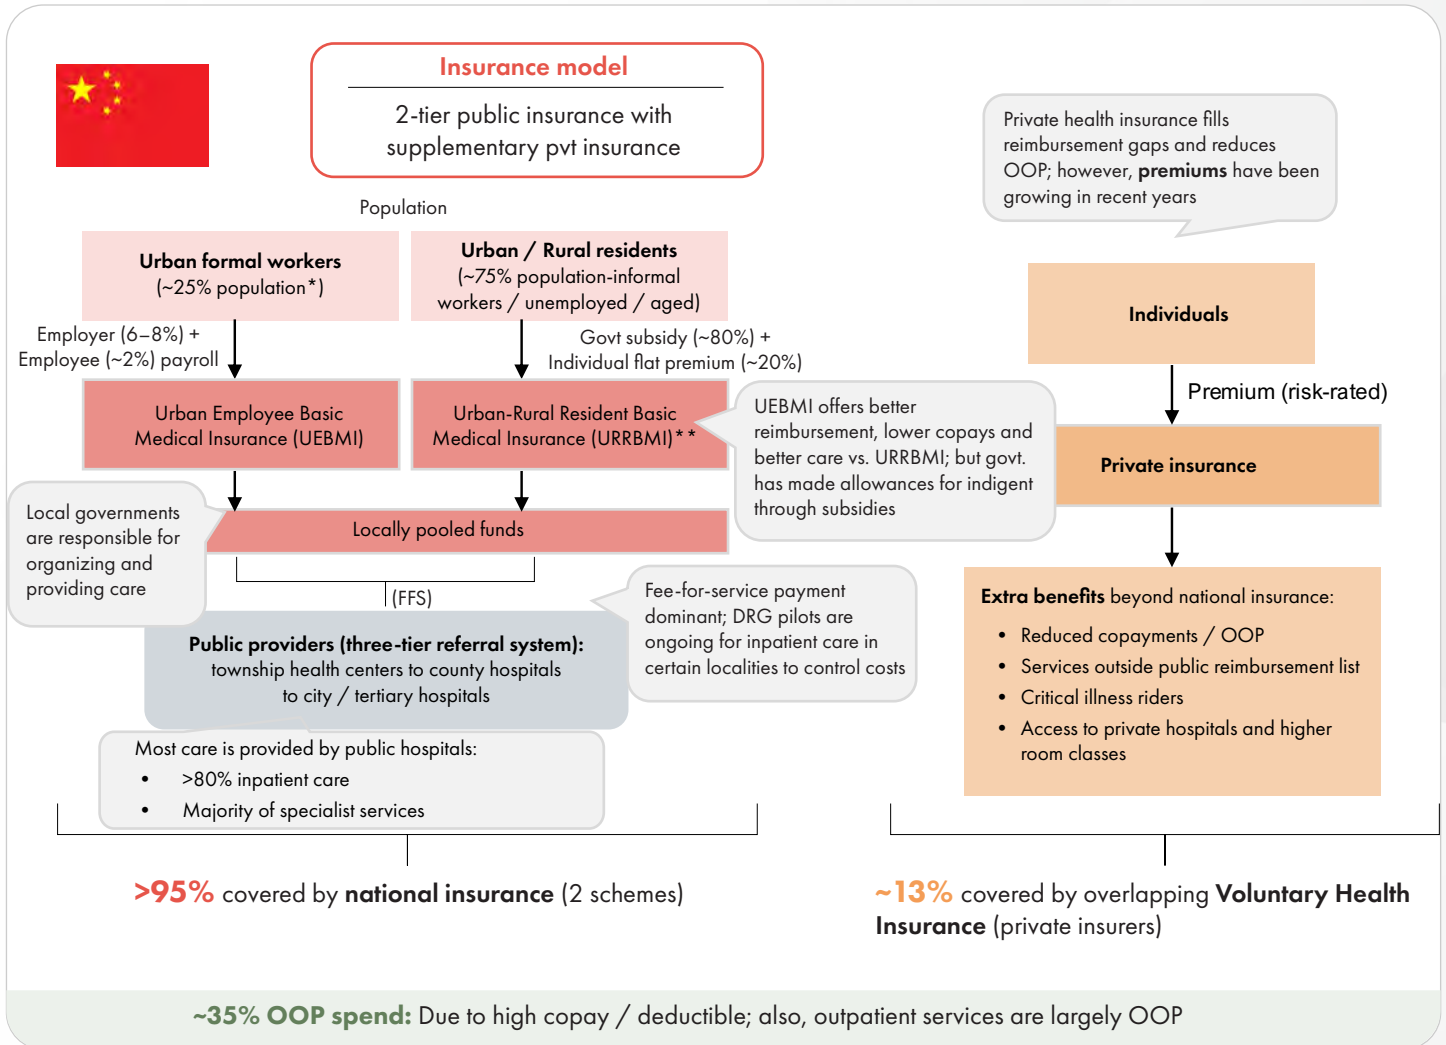 Insurance model
2-tier public insurance with
supplementary pvt insurance
Private health insurance fills
reimbursement gaps and reduces
OOP; however, premiums have been
growing in recent years
Population
Urban formal workers
(~25% population*)
Urban / Rural residents
(~75% population-informal
workers / unemployed / aged)
Individuals
Employer (6–8%) +
Employee (~2%) payroll
Govt subsidy (~80%) +
Individual flat premium (~20%)
Premium (risk-rated)
Urban Employee Basic
Medical Insurance (UEBMI)
Urban-Rural Resident Basic
Medical Insurance (URRBMI)**
UEBMI offers better
reimbursement, lower copays and
better care vs. URRBMI; but govt.
has made allowances for indigent
through subsidies
Private insurance
Local governments
are responsible for
organizing and
providing care
Locally pooled funds
(FFS)
Fee-for-service payment
dominant; DRG pilots are
ongoing for inpatient care in
certain localities to control costs
Public providers (three-tier referral system):
township health centers to county hospitals
to city / tertiary hospitals
Extra benefits beyond national insurance:
• Reduced copayments / OOP
• Services outside public reimbursement list
• Critical illness riders
• Access to private hospitals and higher
room classes
Most care is provided by public hospitals:
• >80% inpatient care
• Majority of specialist services
>95% covered by national insurance (2 schemes)
~13% covered by overlapping Voluntary Health
Insurance (private insurers)
~35% OOP spend: Due to high copay / deductible; also, outpatient services are largely OOP